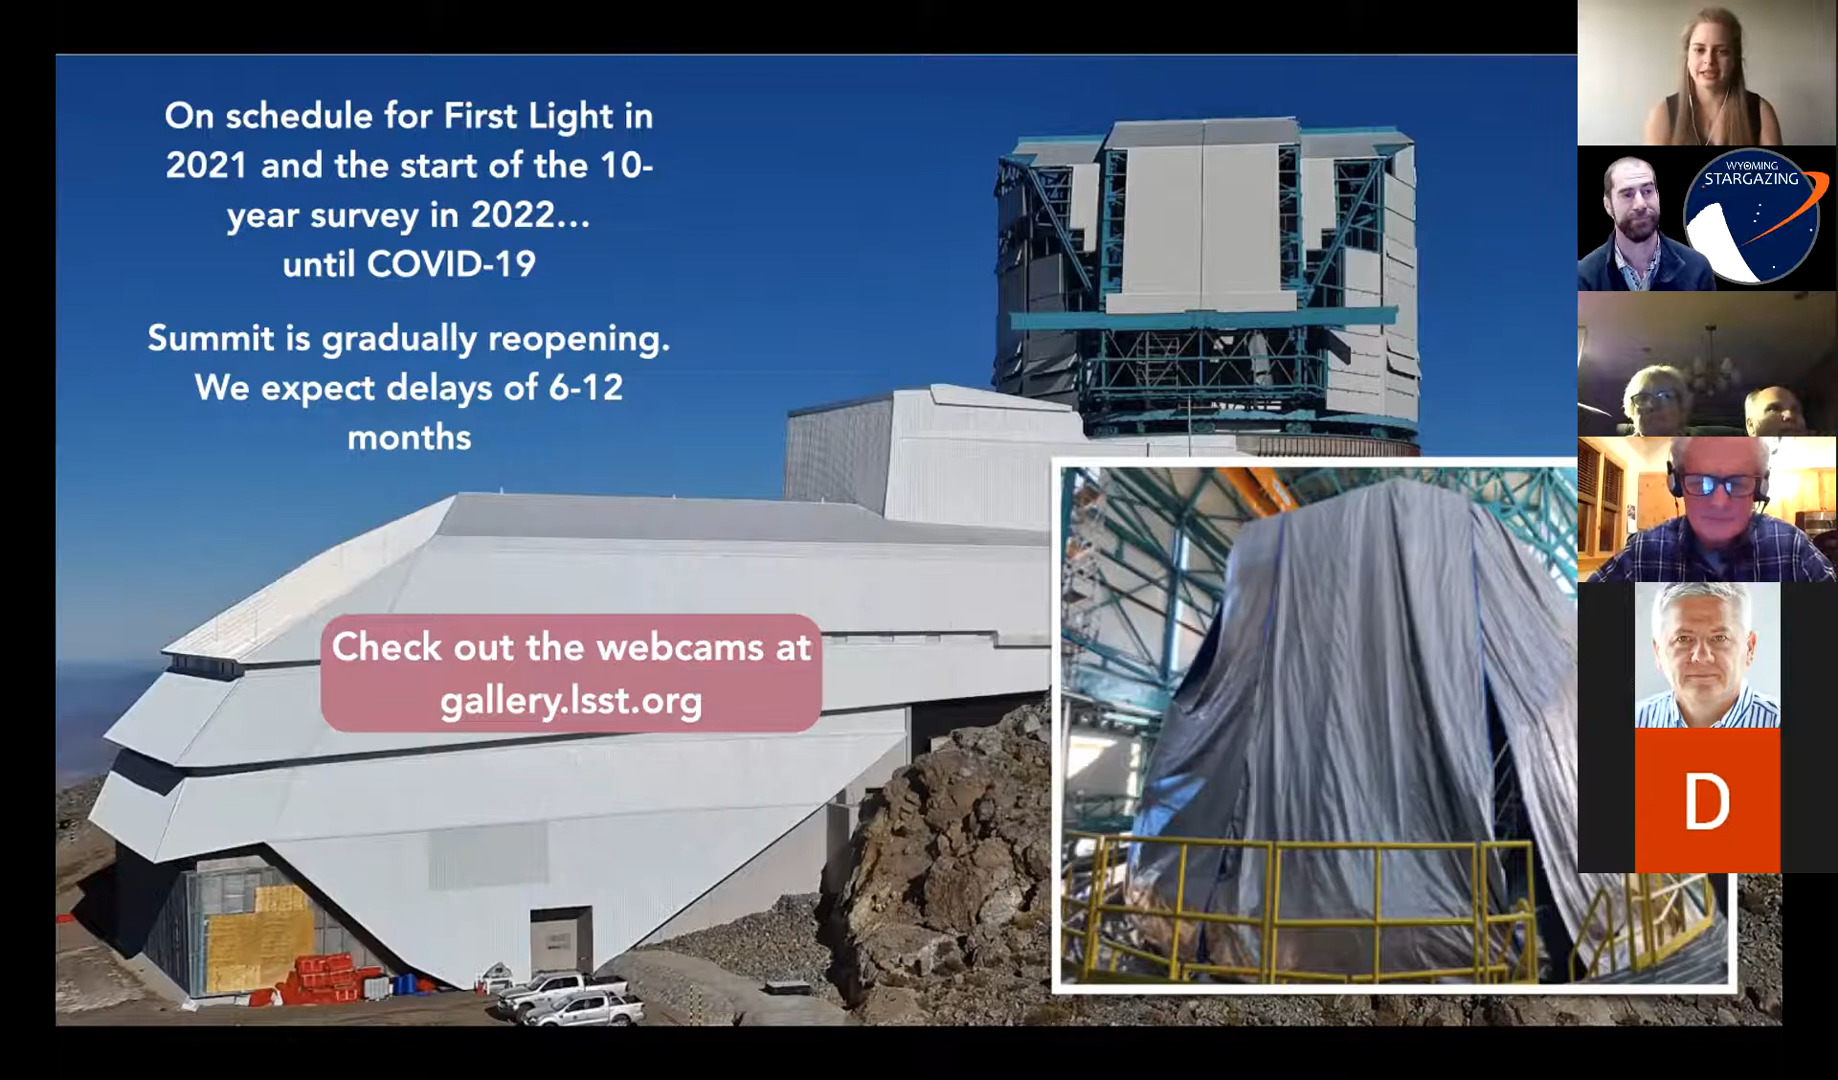 On schedule for First Light in
2021 and the start of the 10-
year survey in 2022...
until COVID-19
Summit is gradually reopening.
We expect delays of 6-12
months
Check out the webcams at
gallery.lsst.org
WYOMING
STARGAZING
D